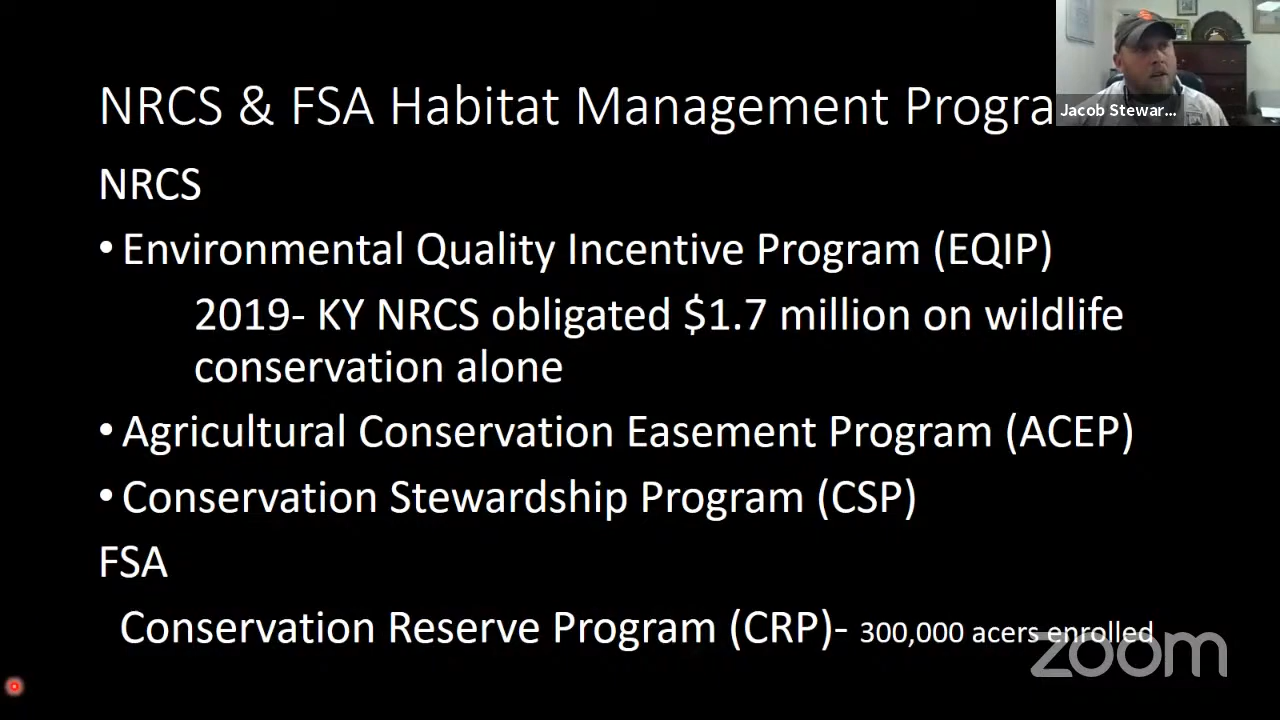 NRCS & FSA Habitat Management Progra
Jacob Stewar...
NRCS
• Environmental Quality Incentive Program (EQIP)
2019- KY NRCS obligated $1.7 million on wildlife
conservation alone
• Agricultural Conservation Easement Program (ACEP)
• Conservation Stewardship Program (CSP)
FSA
Conservation Reserve Program (CRP)- 300,000 acers enrolled
zoom